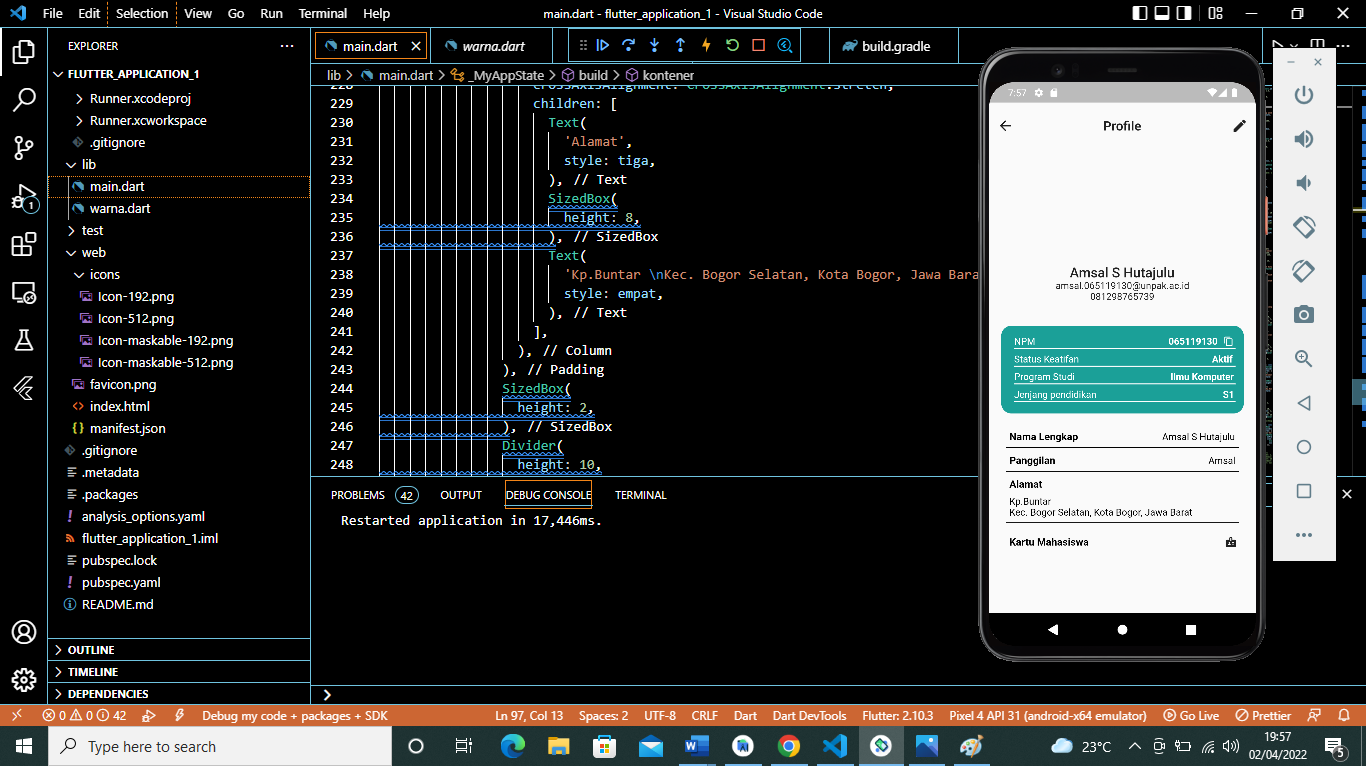 File Edit Selection View Go Run Terminal Help
main.dart - flutter_application_1 - Visual Studio Code
EXPLORER
FLUTTER_APPLICATION_1
Runner.xcodeproj
Runner.xcworkspace
.gitignore
lib
main.dart
warna.dart
test
web
icons
Icon-192.png
Icon-512.png
Icon-maskable-192.png
Icon-maskable-512.png
favicon.png
index.html
manifest.json
.gitignore
.metadata
.packages
analysis_options.yaml
flutter_application_1.iml
pubspec.lock
pubspec.yaml
README.md
OUTLINE
TIMELINE
DEPENDENCIES
1
main.dart
warna.dart
build.gradle
lib > main.dart > _MyAppState > build > kontener
228 crossAxisAlignment: CrossAxisAlignment.stretch,
229 children: [
230 Text(
231 'Alamat',
232 style: tiga,
233 ), // Text
234 SizedBox(
235 height: 8,
236 ), // SizedBox
237 Text(
238 'Kp.Buntar \nKec. Bogor Selatan, Kota Bogor, Jawa Bara
239 style: empat,
240 ), // Text
241 ],
242 ), // Column
243 ), // Padding
244 SizedBox(
245 height: 2,
246 ), // SizedBox
247 Divider(
248 height: 10,
PROBLEMS 42 OUTPUT DEBUG CONSOLE TERMINAL
Restarted application in 17,446ms.
7:57
Profile
Amsal S Hutajulu
amsal.065119130@unpak.ac.id
081298765739
NPM 065119130
Status Keatifan Aktif
Program Studi Ilmu Komputer
Jenjang pendidikan S1
Nama Lengkap Amsal S Hutajulu
Panggilan Amsal
Alamat
Kp.Buntar
Kec. Bogor Selatan, Kota Bogor, Jawa Barat
Kartu Mahasiswa
0 0 42 Debug my code + packages + SDK Ln 97, Col 13 Spaces: 2 UTF-8 CRLF Dart Dart DevTools Flutter: 2.10.3 Pixel 4 API 31 (android-x64 emulator) Go Live Prettier
Type here to search
23°C
19:57
02/04/2022
5